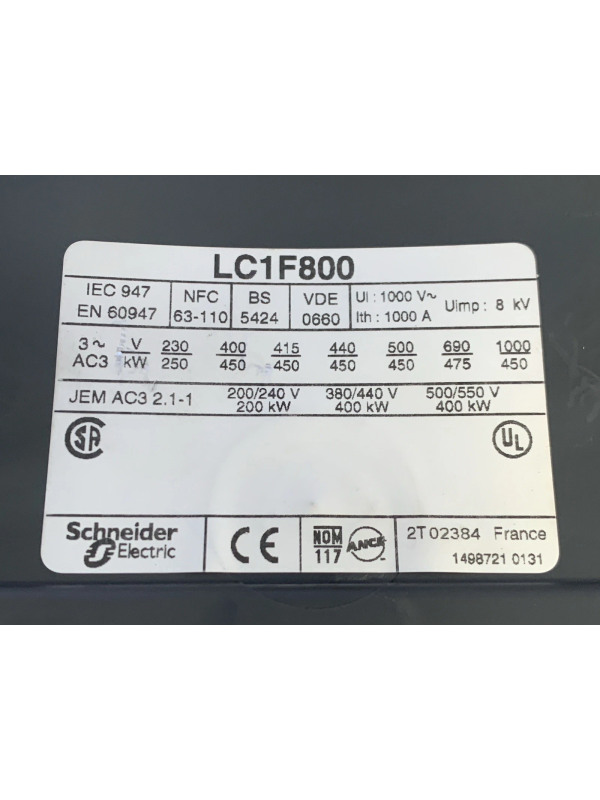 LC1F800
IEC 947
EN 60947
NFC
63-110
BS
5424
VDE
0660
UI : 1000 V~
Ith : 1000 A
Uimp : 8 kV
3 ~ V 230 400 415 440 500 690 1000
AC3 kW 250 450 450 450 450 475 450
JEM AC3 2.1-1
200/240 V
200 kW
380/440 V
400 kW
500/550 V
400 kW
SA
UL
Schneider
Electric
CE
NOM
117
ANCE
2T02384 France
1498721 0131